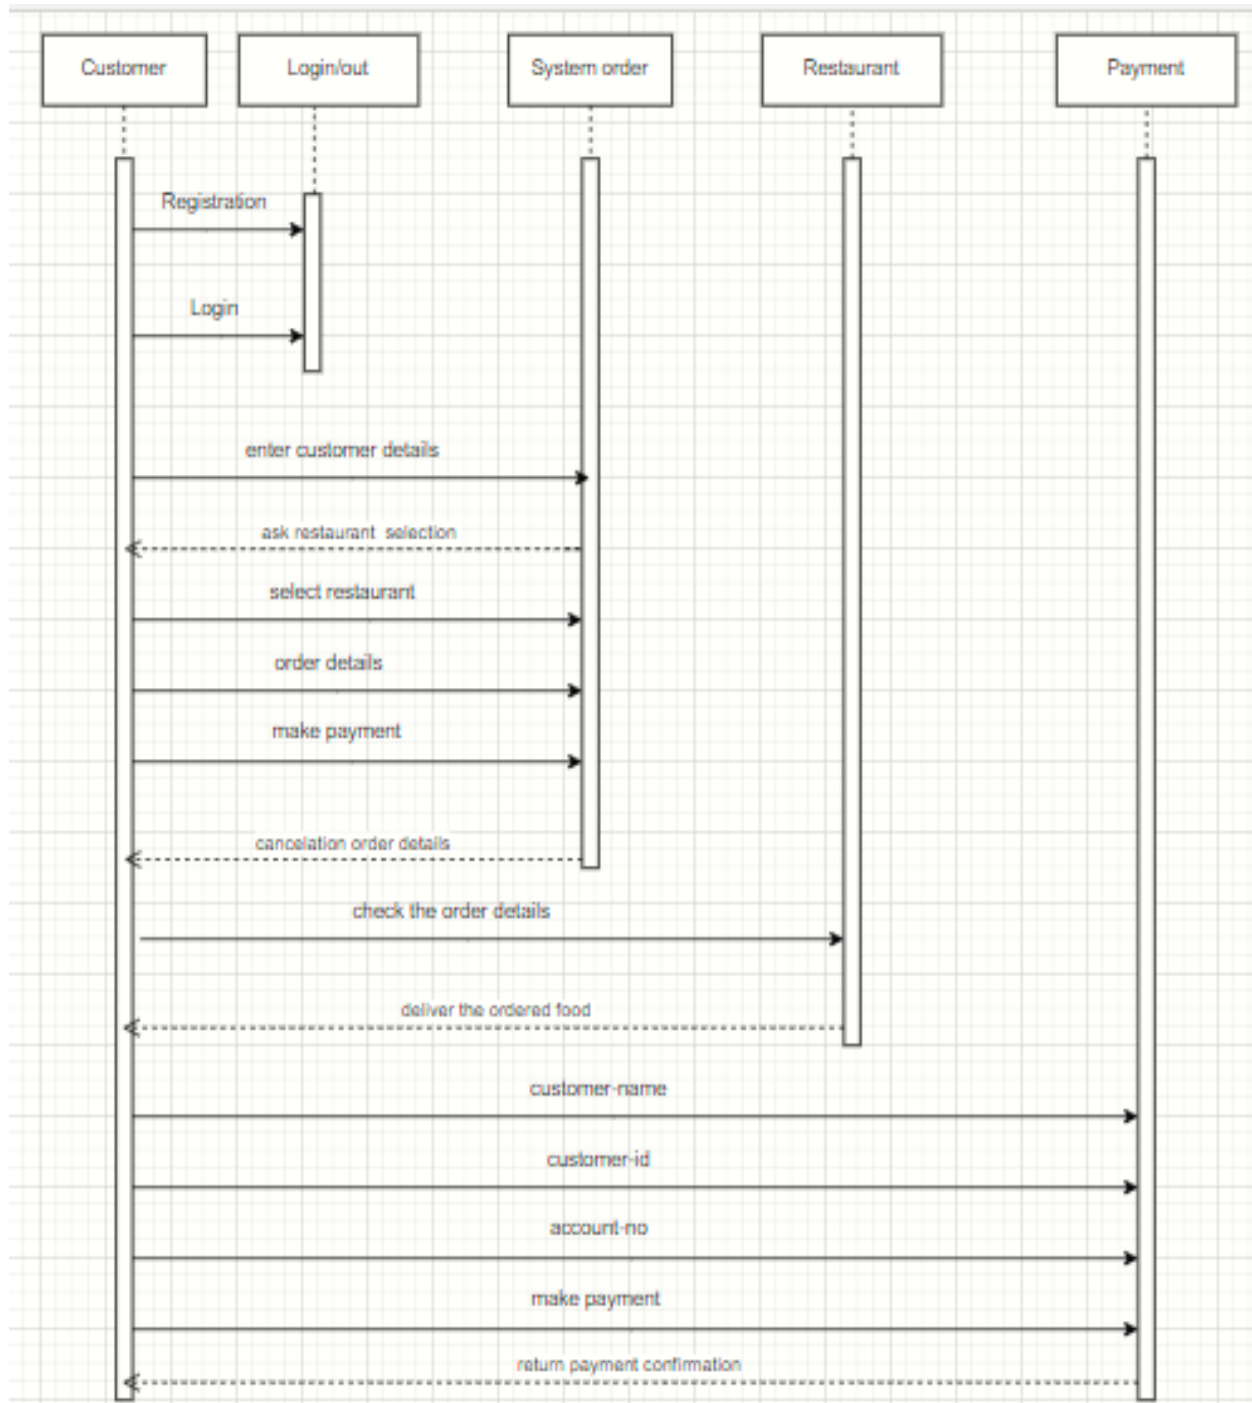 Customer
Login/out
System order
Restaurant
Payment
Registration
Login
enter customer details
ask restaurant selection
select restaurant
order details
make payment
cancelation order details
check the order details
deliver the ordered food
customer-name
customer-id
account-no
make payment
return payment confirmation